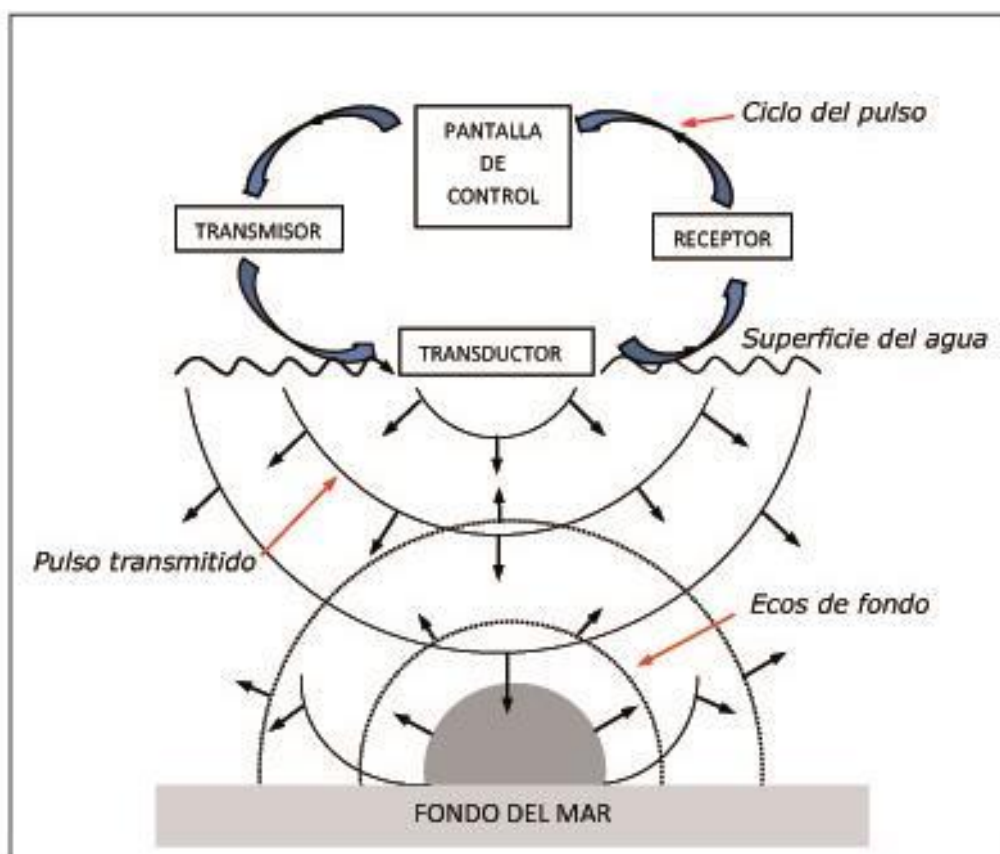 PANTALLA
DE
CONTROL
Ciclo del pulso
TRANSMISOR
RECEPTOR
TRANSDUCTOR
Superficie del agua
Pulso transmitido
Ecos de fondo
FONDO DEL MAR